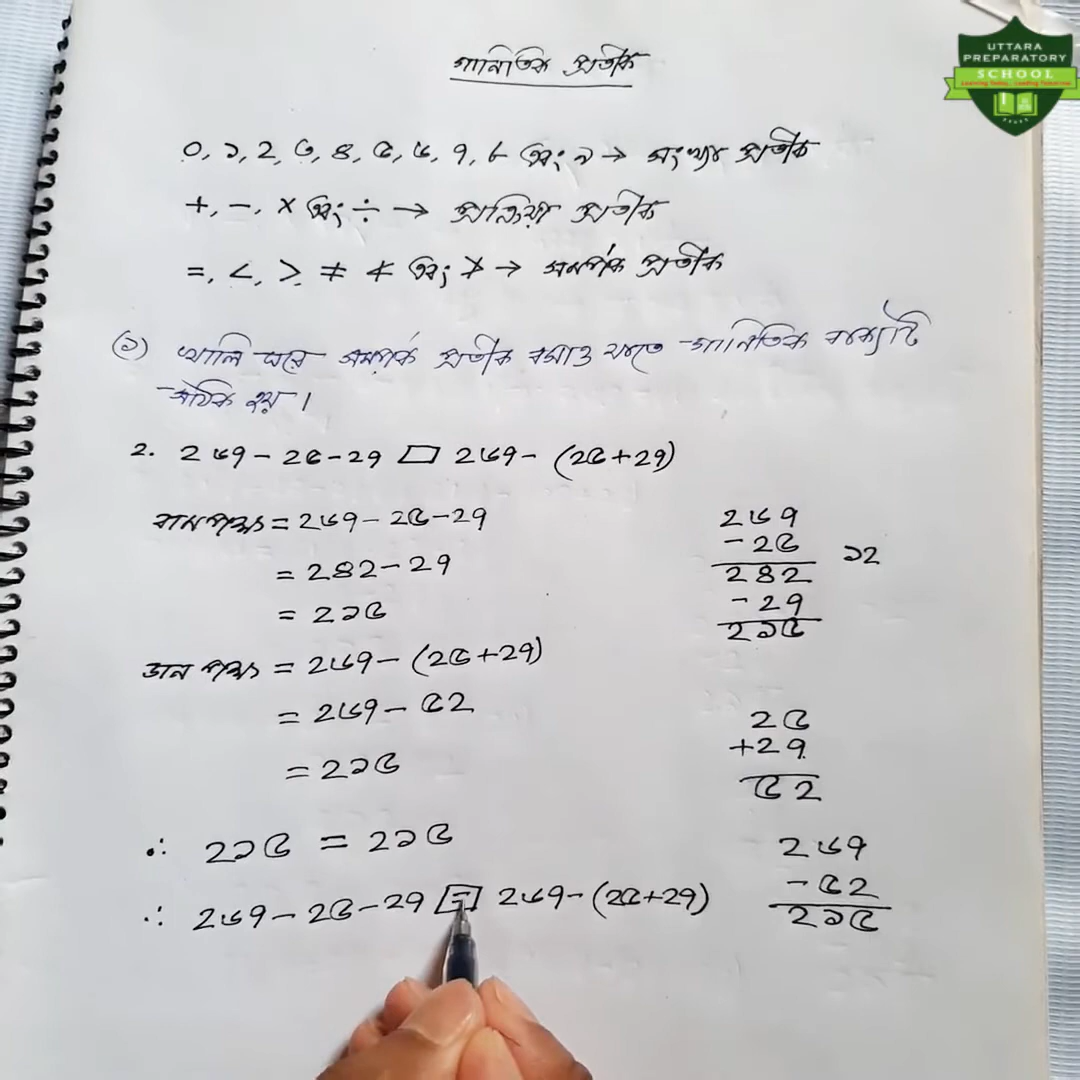 UTTARA
PREPARATORY
SCHOOL
গানিতিক প্রতীক
০, ১, ২, ৩, ৪, ৫, ৬, ৭, ৮ এবং ৯ → সংখ্যা প্রতীক
+, -, × এবং ÷ → প্রক্রিয়া প্রতীক
=, <, >, ≠ ≮ এবং ≯ → সম্পর্ক প্রতীক
(১) খালি ঘরে সম্পর্ক প্রতীক বসাও যাতে গানিতিক বাক্যটি
সঠিক হয়।
২. ২৬৭ - ২৫ - ২৭ □ ২৬৭ - (২৫ + ২৭)
বামপক্ষ = ২৬৭ - ২৫ - ২৭
= ২৪২ - ২৭
= ২১৫
ডান পক্ষ = ২৬৭ - (২৫ + ২৭)
= ২৬৭ - ৫২
= ২১৫
∴ ২১৫ = ২১৫
∴ ২৬৭ - ২৫ - ২৭ = ২৬৭ - (২৫ + ২৭)
২৬৭
- ২৫
২৪২
১২
- ২৭
২১৫
২৫
+ ২৭
৫২
২৬৭
- ৫২
২১৫